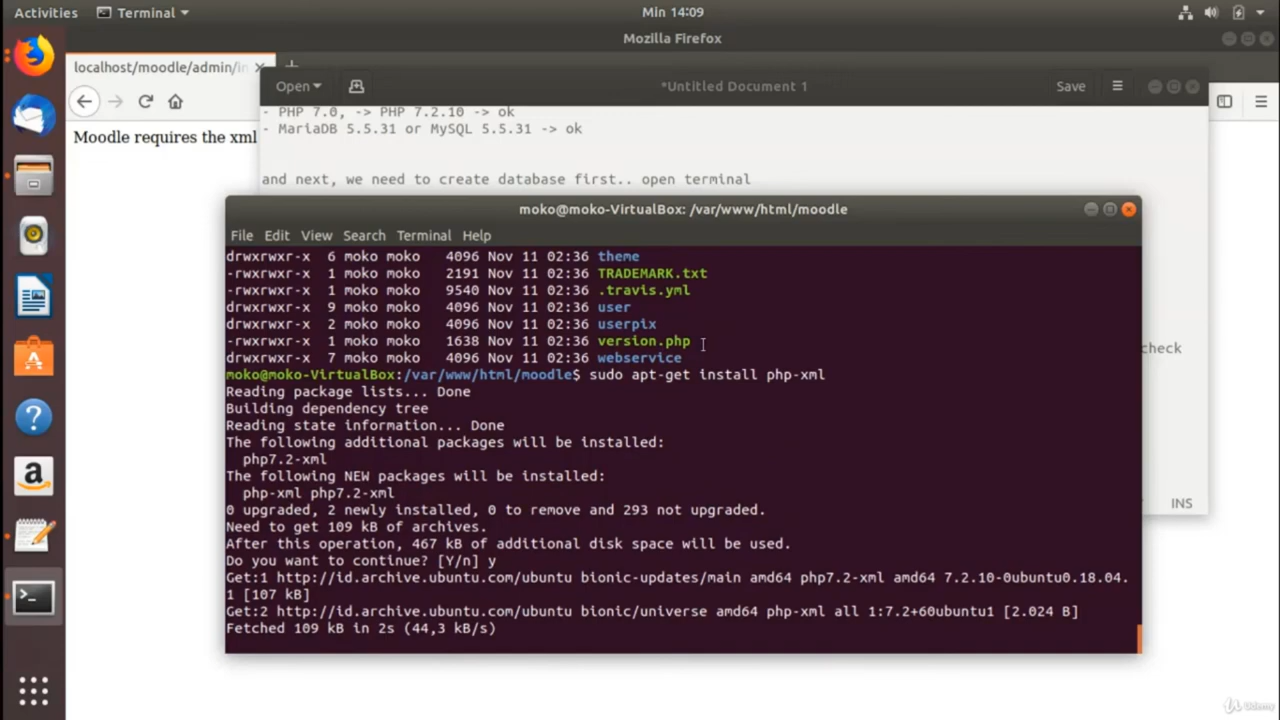 Activities
Terminal
Min 14:09
Mozilla Firefox
localhost/moodle/admin/in
Open
*Untitled Document 1
Save
- PHP 7.0, -> PHP 7.2.10 -> ok
- MariaDB 5.5.31 or MySQL 5.5.31 -> ok
Moodle requires the xml
and next, we need to create database first.. open terminal
moko@moko-VirtualBox: /var/www/html/moodle
File Edit View Search Terminal Help
drwxrwxr-x 6 moko moko 4096 Nov 11 02:36 theme
-rwxrwxr-x 1 moko moko 2191 Nov 11 02:36 TRADEMARK.txt
-rwxrwxr-x 1 moko moko 9540 Nov 11 02:36 .travis.yml
drwxrwxr-x 9 moko moko 4096 Nov 11 02:36 user
drwxrwxr-x 2 moko moko 4096 Nov 11 02:36 userpix
-rwxrwxr-x 1 moko moko 1638 Nov 11 02:36 version.php
drwxrwxr-x 7 moko moko 4096 Nov 11 02:36 webservice
check
moko@moko-VirtualBox:/var/www/html/moodle$ sudo apt-get install php-xml
Reading package lists... Done
Building dependency tree
Reading state information... Done
The following additional packages will be installed:
php7.2-xml
The following NEW packages will be installed:
php-xml php7.2-xml
0 upgraded, 2 newly installed, 0 to remove and 293 not upgraded.
Need to get 109 kB of archives.
After this operation, 467 kB of additional disk space will be used.
Do you want to continue? [Y/n] y
Get:1 http://id.archive.ubuntu.com/ubuntu bionic-updates/main amd64 php7.2-xml amd64 7.2.10-0ubuntu0.18.04.
1 [107 kB]
Get:2 http://id.archive.ubuntu.com/ubuntu bionic/universe amd64 php-xml all 1:7.2+60ubuntu1 [2.024 B]
Fetched 109 kB in 2s (44,3 kB/s)
INS
Udemy